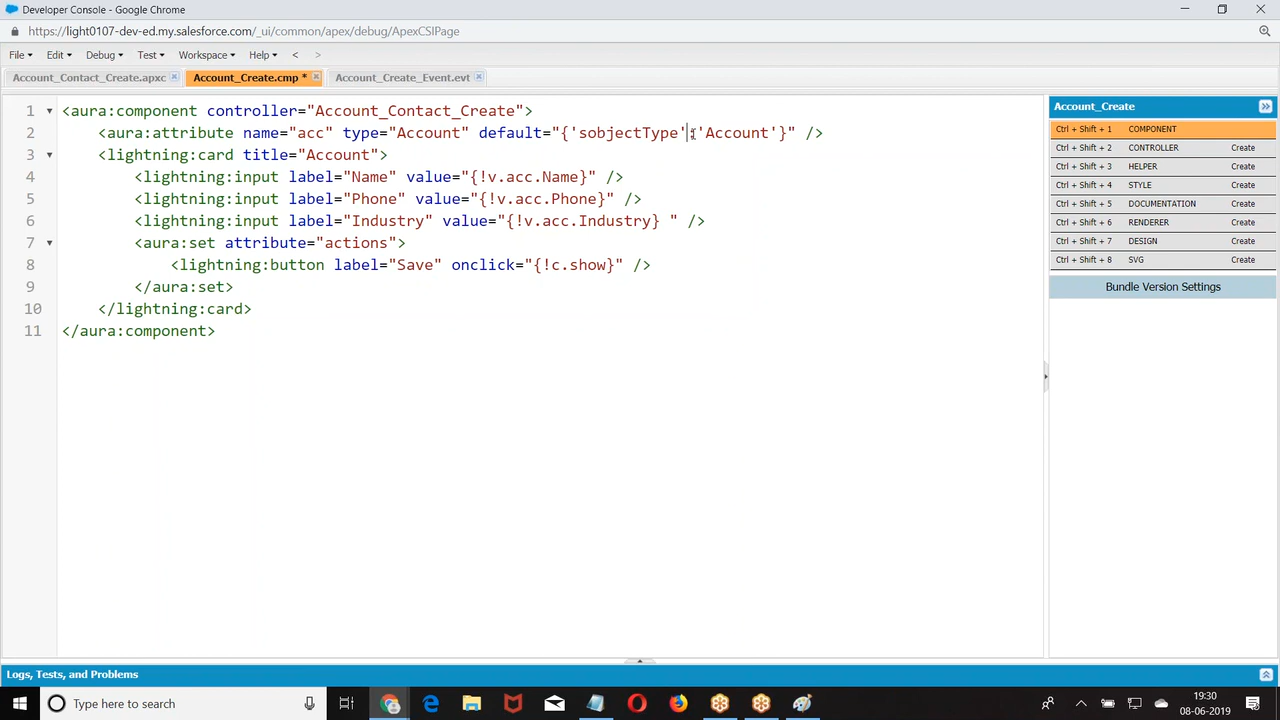 Developer Console - Google Chrome
https://light0107-dev-ed.my.salesforce.com/_ui/common/apex/debug/ApexCSIPage
File Edit Debug Test Workspace Help < >
Account_Contact_Create.apxc Account_Create.cmp * Account_Create_Event.evt
1 <aura:component controller="Account_Contact_Create">
2 <aura:attribute name="acc" type="Account" default="{'sobjectType':'Account'}" />
3 <lightning:card title="Account">
4 <lightning:input label="Name" value="{!v.acc.Name}" />
5 <lightning:input label="Phone" value="{!v.acc.Phone}" />
6 <lightning:input label="Industry" value="{!v.acc.Industry} " />
7 <aura:set attribute="actions">
8 <lightning:button label="Save" onclick="{!c.show}" />
9 </aura:set>
10 </lightning:card>
11 </aura:component>
Account_Create
Ctrl + Shift + 1 COMPONENT
Ctrl + Shift + 2 CONTROLLER Create
Ctrl + Shift + 3 HELPER Create
Ctrl + Shift + 4 STYLE Create
Ctrl + Shift + 5 DOCUMENTATION Create
Ctrl + Shift + 6 RENDERER Create
Ctrl + Shift + 7 DESIGN Create
Ctrl + Shift + 8 SVG Create
Bundle Version Settings
Logs, Tests, and Problems
Type here to search
19:30
08-06-2019